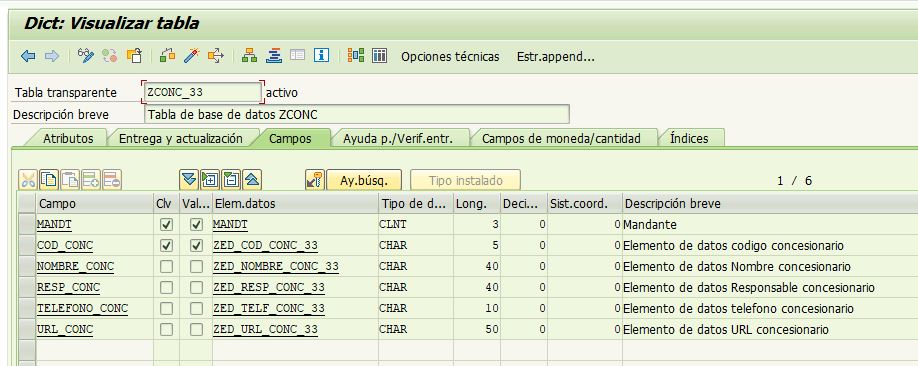 Dict: Visualizar tabla
Opciones técnicas Estr.append...
Tabla transparente ZCONC_33 activo
Descripción breve Tabla de base de datos ZCONC
Atributos Entrega y actualización Campos Ayuda p./Verif.entr. Campos de moneda/cantidad Índices
Ay.búsq. Tipo instalado 1 / 6
Campo Clv Val... Elem.datos Tipo de d... Long. Deci... Sist.coord. Descripción breve
MANDT MANDT CLNT 3 0 0 Mandante
COD_CONC ZED_COD_CONC_33 CHAR 5 0 0 Elemento de datos codigo concesionario
NOMBRE_CONC ZED_NOMBRE_CONC_33 CHAR 40 0 0 Elemento de datos Nombre concesionario
RESP_CONC ZED_RESP_CONC_33 CHAR 40 0 0 Elemento de datos Responsable concesionario
TELEFONO_CONC ZED_TELF_CONC_33 CHAR 10 0 0 Elemento de datos telefono concesionario
URL_CONC ZED_URL_CONC_33 CHAR 50 0 0 Elemento de datos URL concesionario